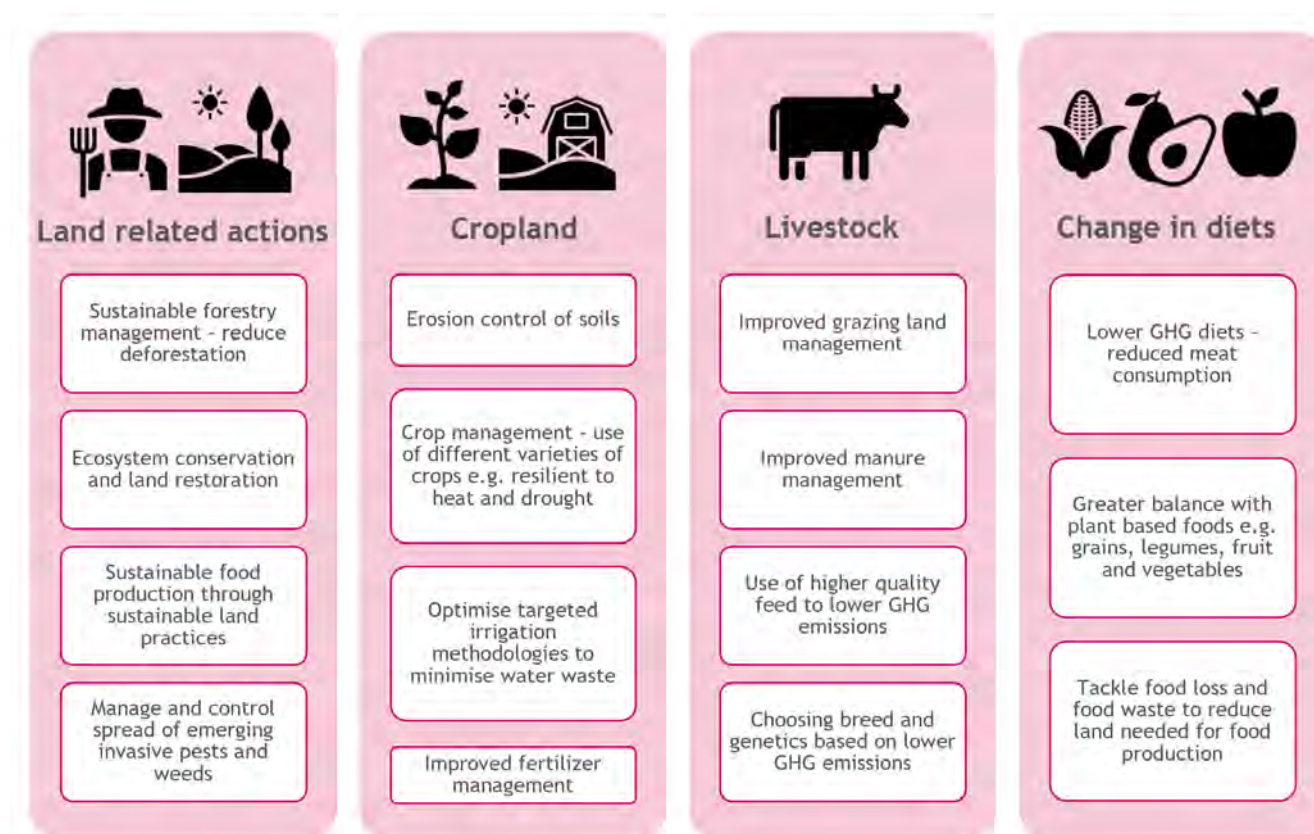 Land related actions
Sustainable forestry
management - reduce
deforestation
Ecosystem conservation
and land restoration
Sustainable food
production through
sustainable land
practices
Manage and control
spread of emerging
invasive pests and
weeds
Cropland
Erosion control of soils
Crop management - use
of different varieties of
crops e.g. resilient to
heat and drought
Optimise targeted
irrigation
methodologies to
minimise water waste
Improved fertilizer
management
Livestock
Improved grazing land
management
Improved manure
management
Use of higher quality
feed to lower GHG
emissions
Choosing breed and
genetics based on lower
GHG emissions
Change in diets
Lower GHG diets -
reduced meat
consumption
Greater balance with
plant based foods e.g.
grains, legumes, fruit
and vegetables
Tackle food loss and
food waste to reduce
land needed for food
production